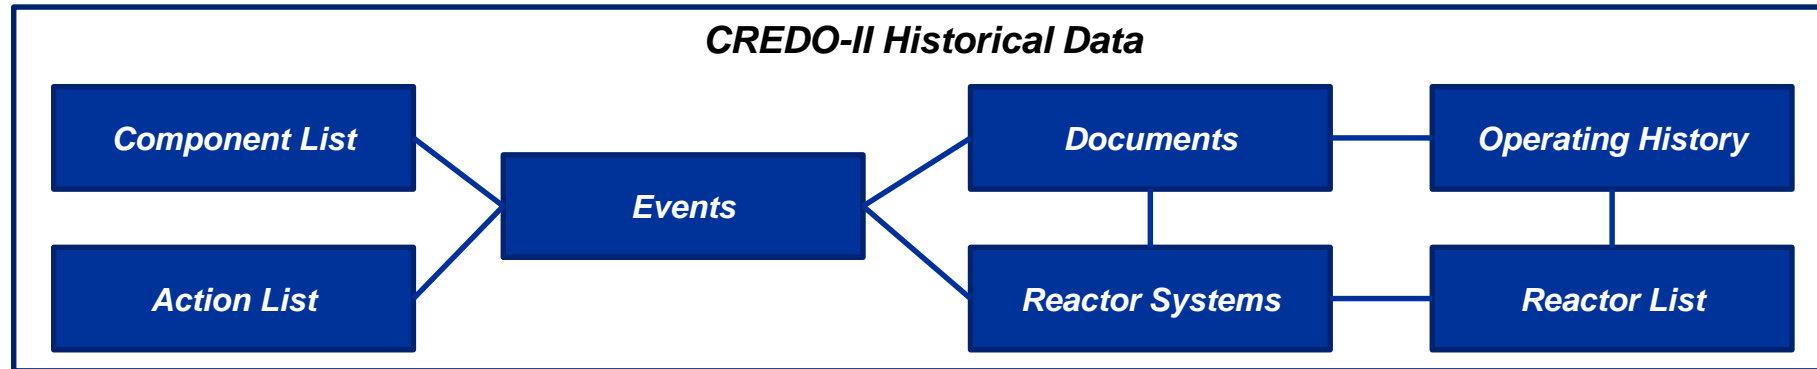 CREDO-II Historical Data
Component List
Documents
Operating History
Events
Action List
Reactor Systems
Reactor List